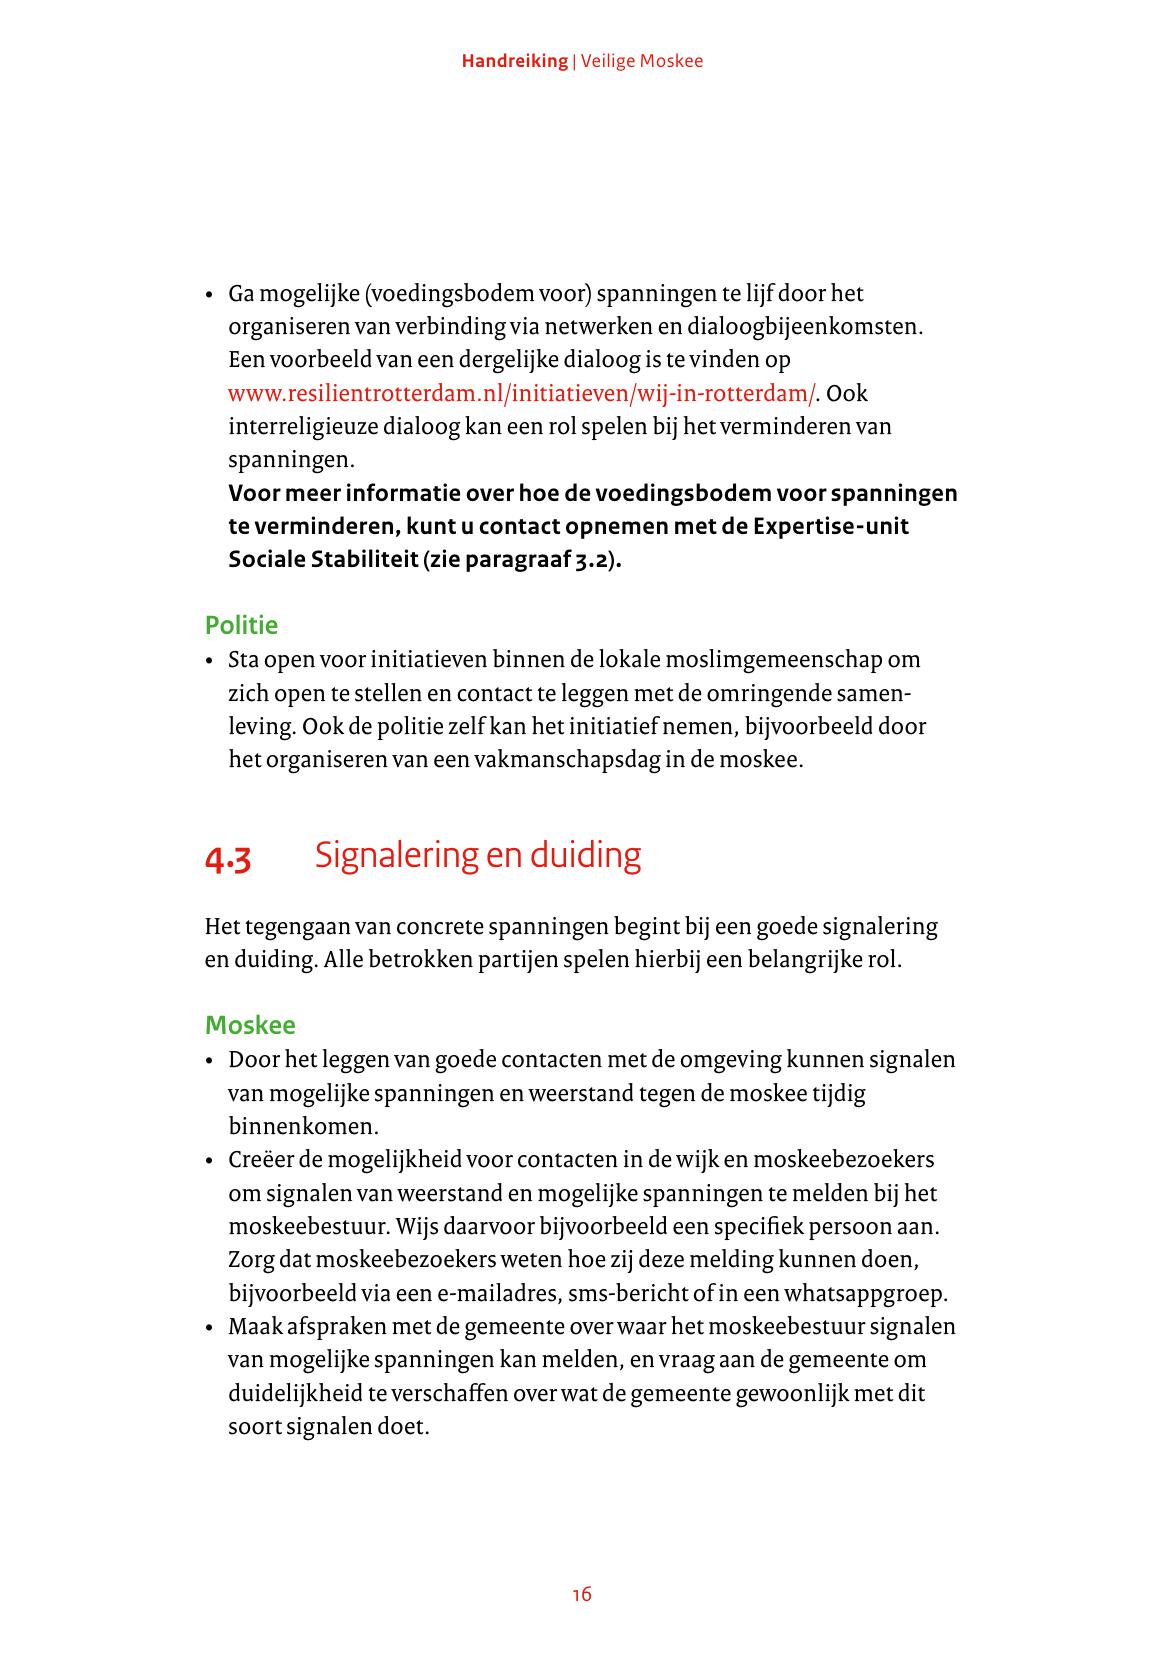 Handreiking | Veilige Moskee
• Ga mogelijke (voedingsbodem voor) spanningen te lijf door het
organiseren van verbinding via netwerken en dialoogbijeenkomsten.
Een voorbeeld van een dergelijke dialoog is te vinden op
www.resilientrotterdam.nl/initiatieven/wij-in-rotterdam/. Ook
interreligieuze dialoog kan een rol spelen bij het verminderen van
spanningen.
Voor meer informatie over hoe de voedingsbodem voor spanningen
te verminderen, kunt u contact opnemen met de Expertise-unit
Sociale Stabiliteit (zie paragraaf 3.2).
Politie
• Sta open voor initiatieven binnen de lokale moslimgemeenschap om
zich open te stellen en contact te leggen met de omringende samen-
leving. Ook de politie zelf kan het initiatief nemen, bijvoorbeeld door
het organiseren van een vakmanschapsdag in de moskee.
4.3 Signalering en duiding
Het tegengaan van concrete spanningen begint bij een goede signalering
en duiding. Alle betrokken partijen spelen hierbij een belangrijke rol.
Moskee
• Door het leggen van goede contacten met de omgeving kunnen signalen
van mogelijke spanningen en weerstand tegen de moskee tijdig
binnenkomen.
• Creëer de mogelijkheid voor contacten in de wijk en moskeebezoekers
om signalen van weerstand en mogelijke spanningen te melden bij het
moskeebestuur. Wijs daarvoor bijvoorbeeld een specifiek persoon aan.
Zorg dat moskeebezoekers weten hoe zij deze melding kunnen doen,
bijvoorbeeld via een e-mailadres, sms-bericht of in een whatsappgroep.
• Maak afspraken met de gemeente over waar het moskeebestuur signalen
van mogelijke spanningen kan melden, en vraag aan de gemeente om
duidelijkheid te verschaffen over wat de gemeente gewoonlijk met dit
soort signalen doet.
16